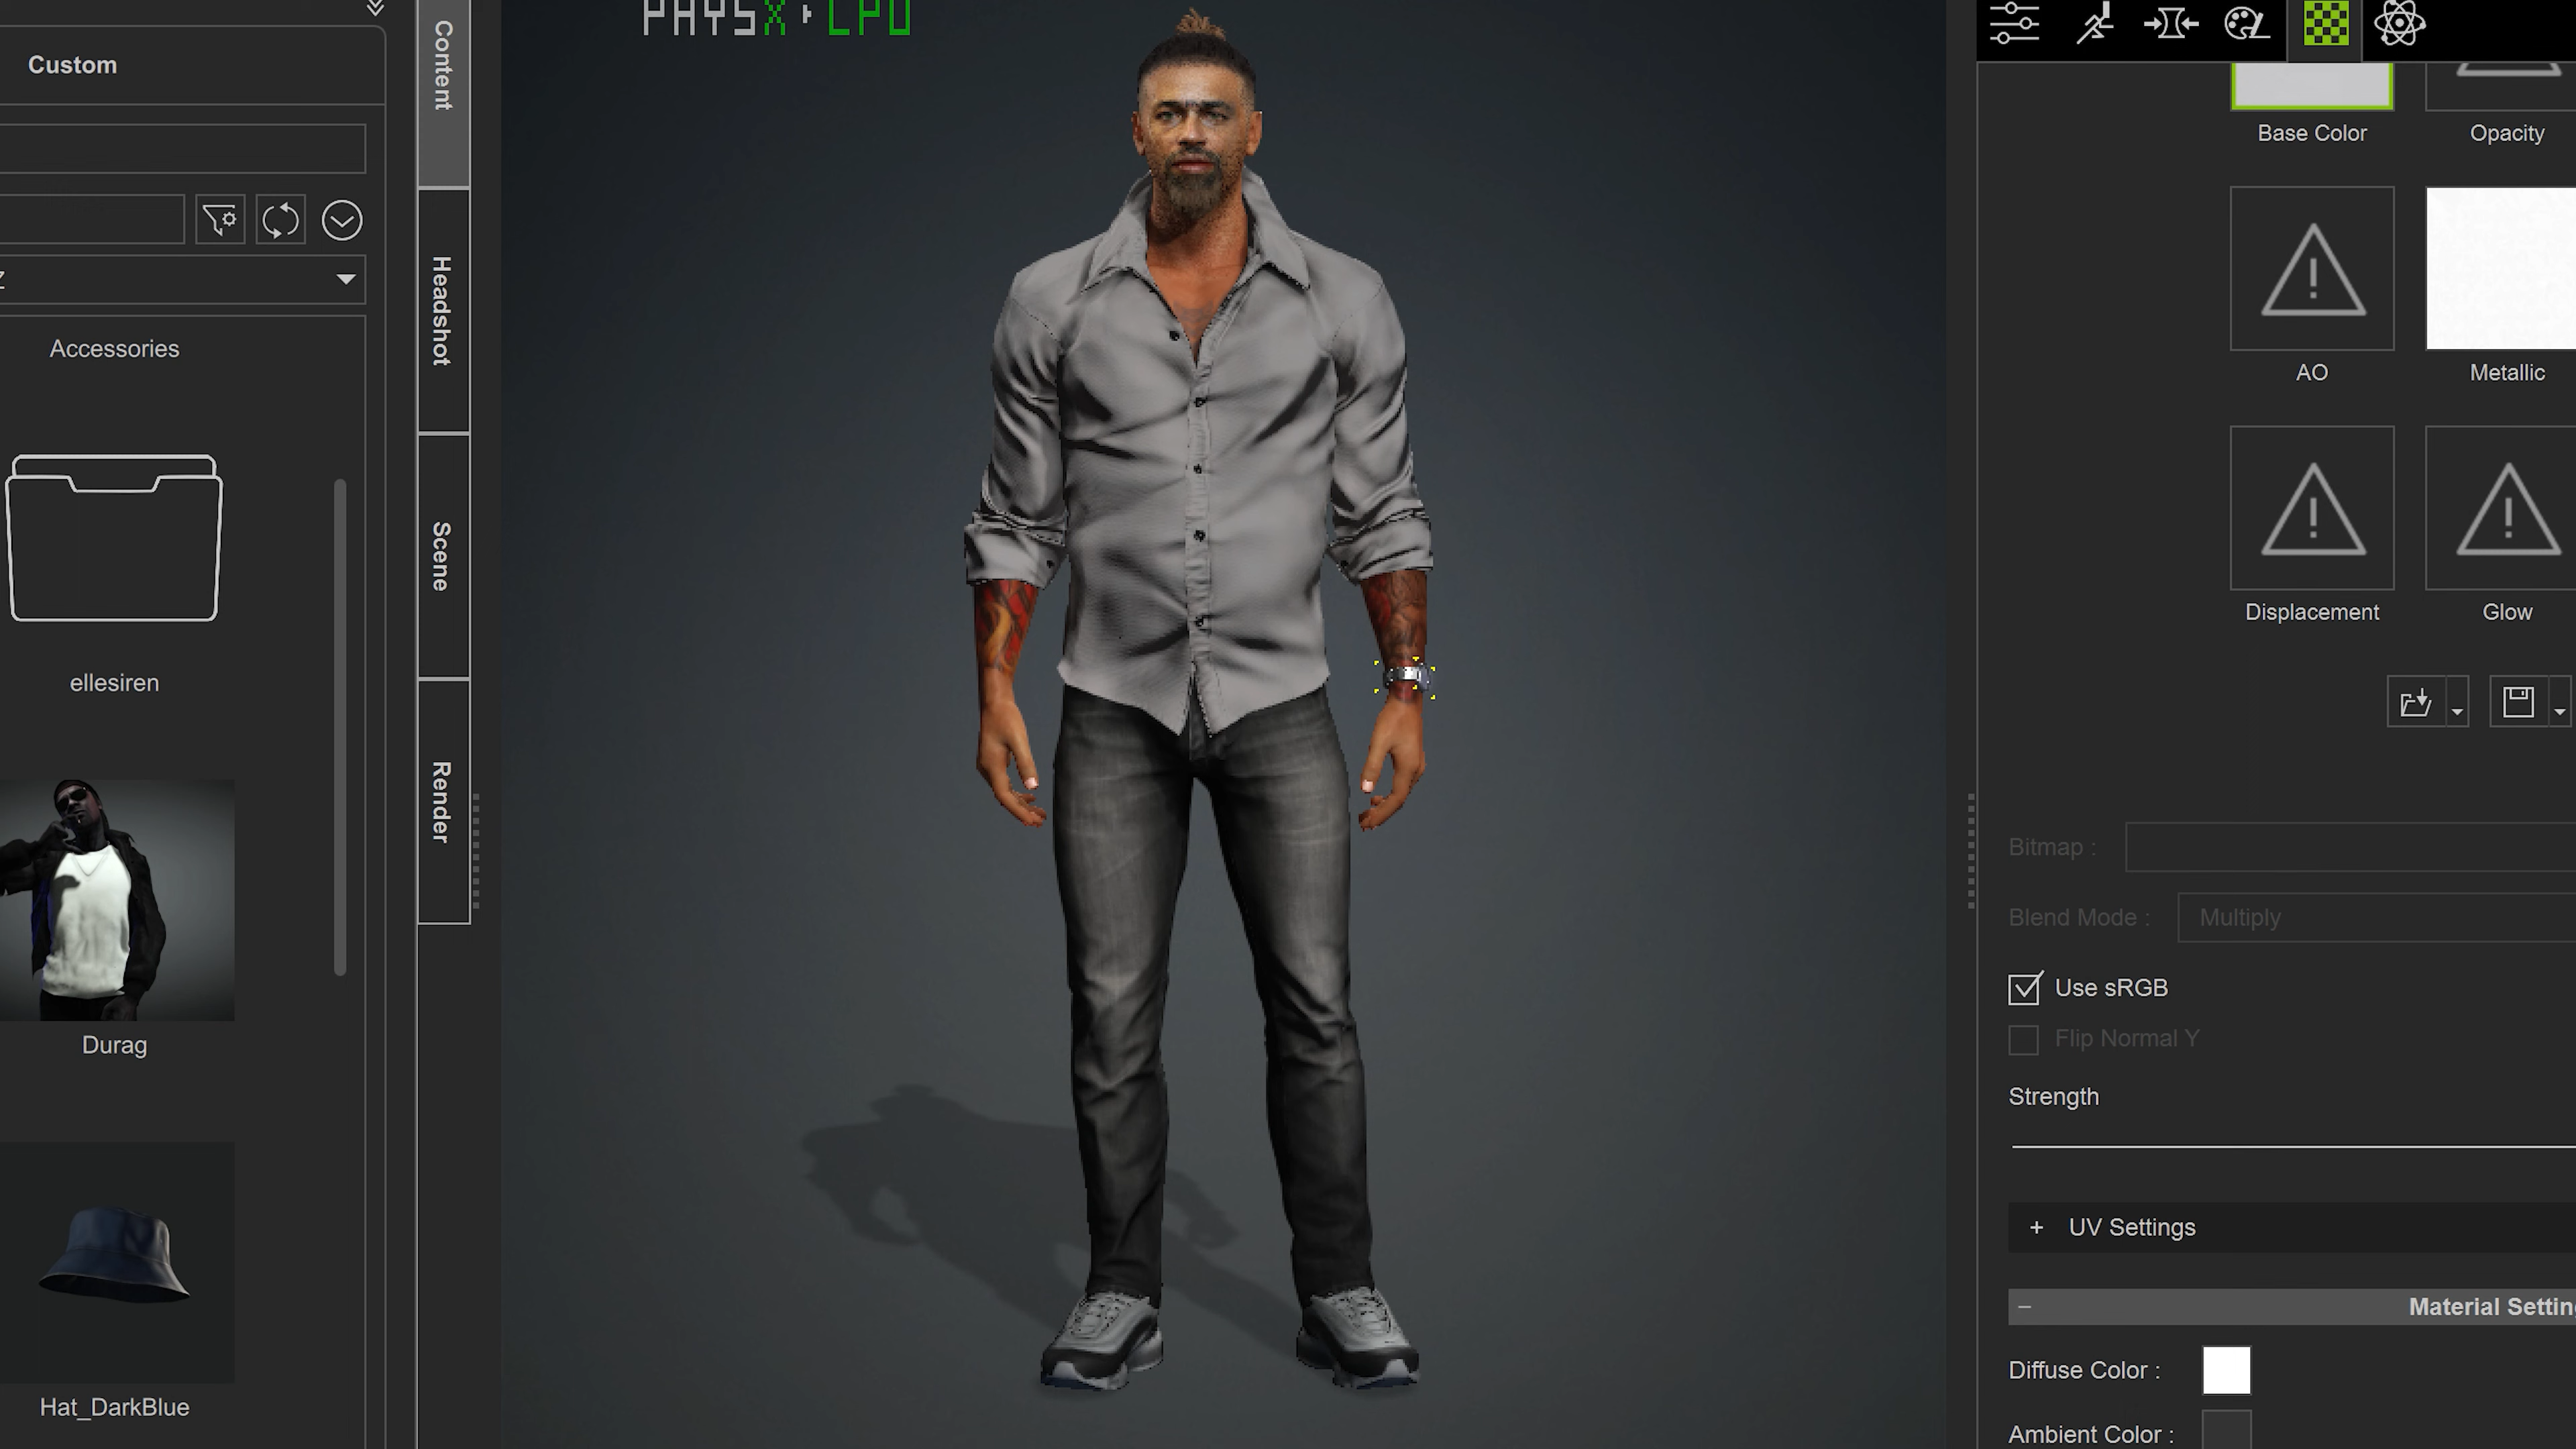 PHYSX▸CPU
Custom
Content
Headshot
Scene
Render
Z
Accessories
ellesiren
Durag
Hat_DarkBlue
Base Color
Opacity
AO
Metallic
Displacement
Glow
Bitmap :
Blend Mode :
Multiply
Use sRGB
Flip Normal Y
Strength
+ UV Settings
− Material Settin
Diffuse Color :
Ambient Color :